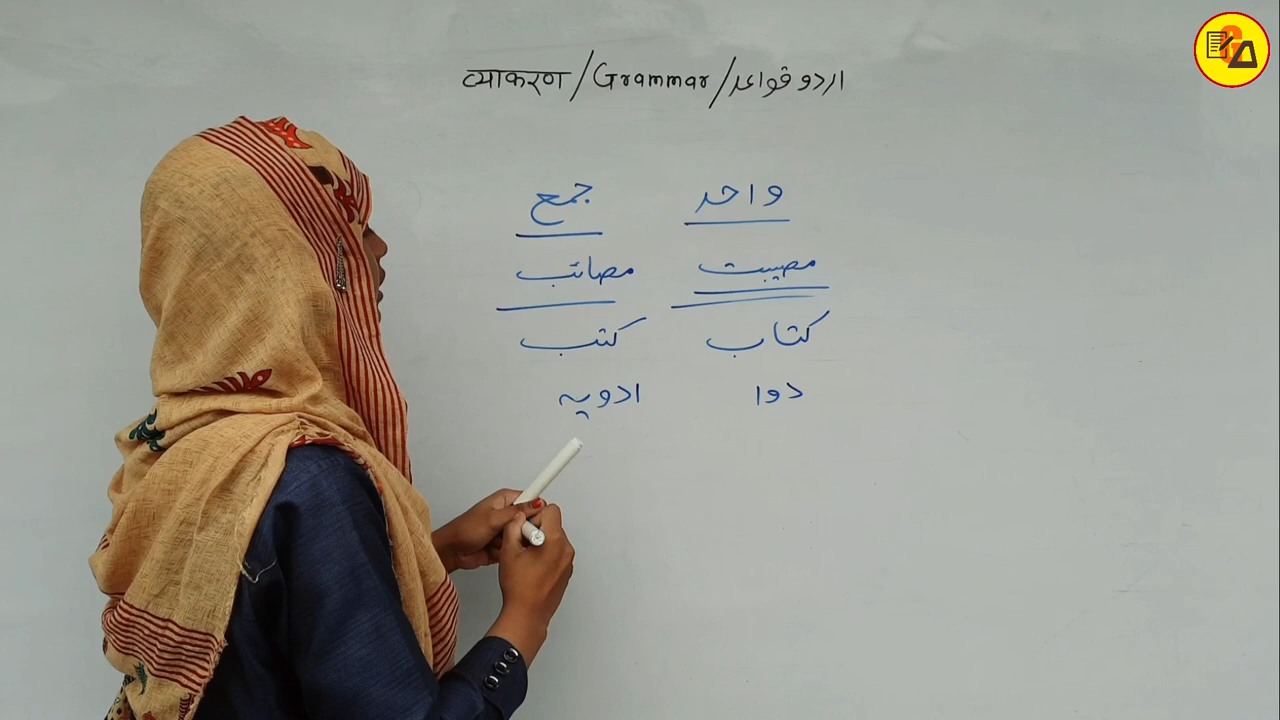 व्याकरण/Grammar/اردو قواعد
واحد جمع
مصیبت مصائب
کتاب کتب
دوا ادویہ